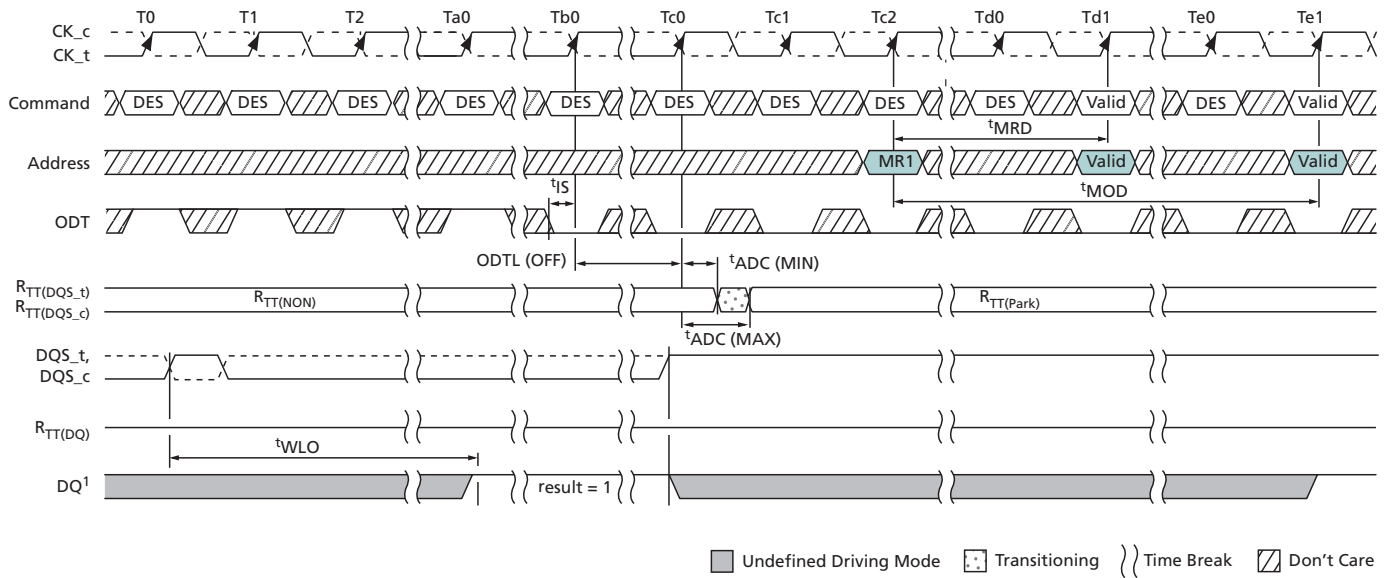 T0 T1 T2 Ta0 Tb0 Tc0 Tc1 Tc2 Td0 Td1 Te0 Te1
CK_c
CK_t
Command DES DES DES DES DES DES DES DES DES Valid DES Valid
tMRD
Address MR1 Valid Valid
tIS
tMOD
ODT
ODTL (OFF) tADC (MIN)
RTT(DQS_t)
RTT(NON) RTT(Park)
RTT(DQS_c)
tADC (MAX)
DQS_t,
DQS_c
RTT(DQ)
tWLO
DQ1 result = 1
Undefined Driving Mode Transitioning Time Break Don't Care